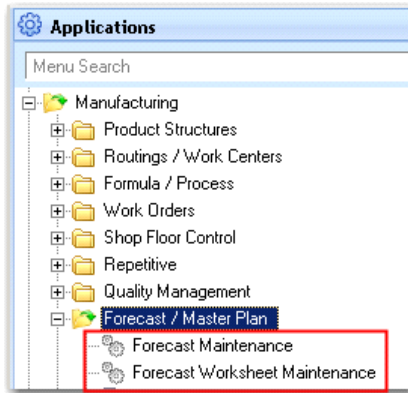 Applications
Menu Search
Manufacturing
Product Structures
Routings / Work Centers
Formula / Process
Work Orders
Shop Floor Control
Repetitive
Quality Management
Forecast / Master Plan
Forecast Maintenance
Forecast Worksheet Maintenance